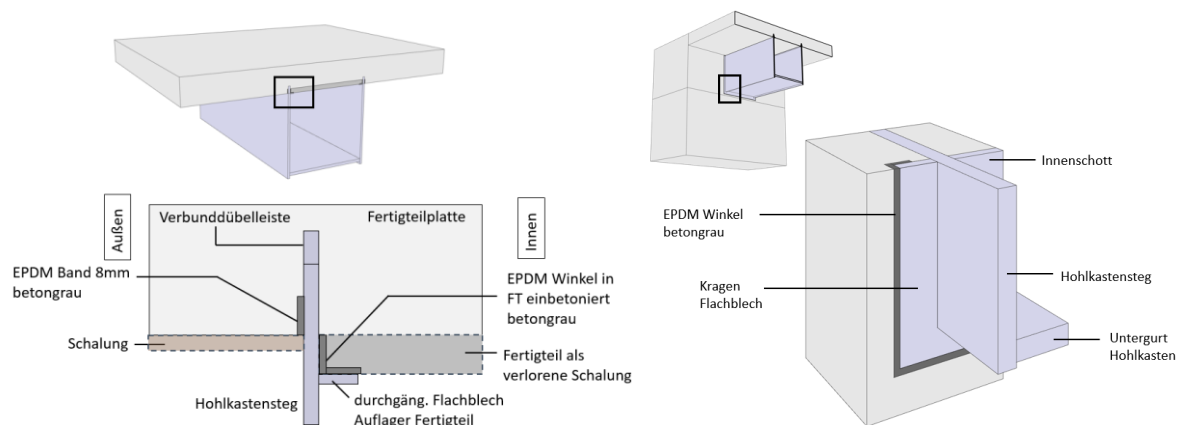 Außen
Verbunddübelleiste
Fertigteilplatte
Innen
EPDM Band 8mm
betongrau
EPDM Winkel in
FT einbetoniert
betongrau
Schalung
Fertigteil als
verlorene Schalung
Hohlkastensteg
durchgäng. Flachblech
Auflager Fertigteil
Innenschott
EPDM Winkel
betongrau
Kragen
Flachblech
Hohlkastensteg
Untergurt
Hohlkasten